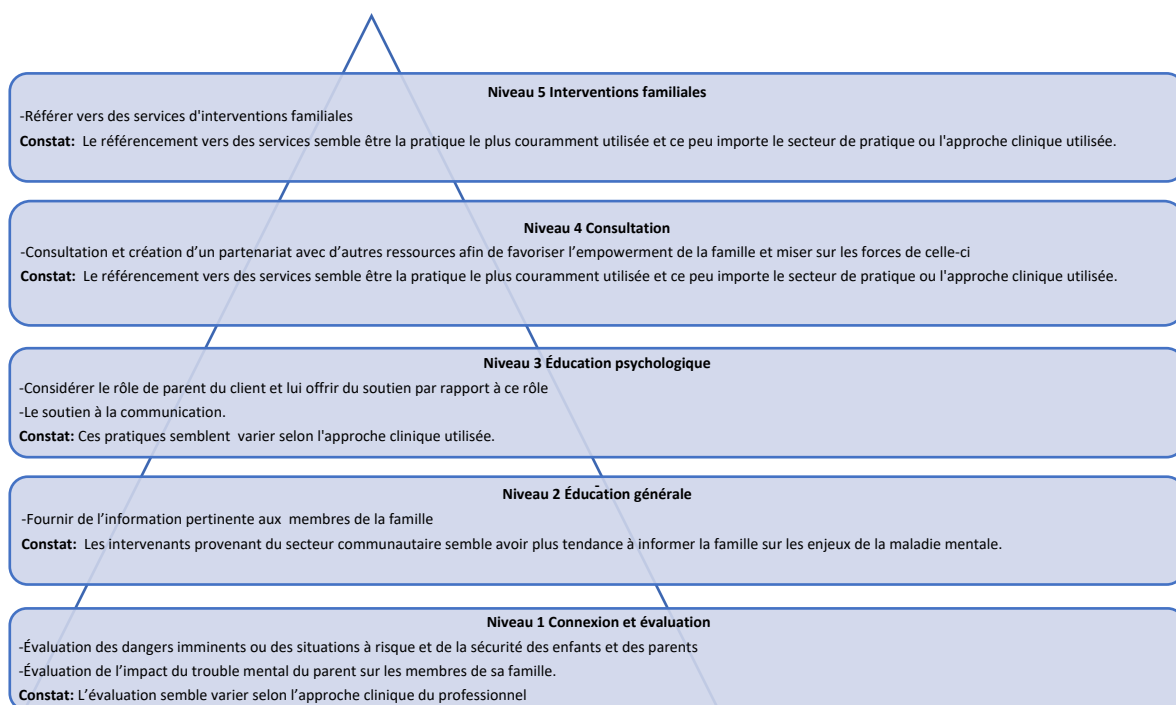 Niveau 5 Interventions familiales
-Référer vers des services d'interventions familiales
Constat: Le référencement vers des services semble être la pratique le plus couramment utilisée et ce peu importe le secteur de pratique ou l'approche clinique utilisée.
Niveau 4 Consultation
-Consultation et création d’un partenariat avec d’autres ressources afin de favoriser l’empowerment de la famille et miser sur les forces de celle-ci
Constat: Le référencement vers des services semble être la pratique le plus couramment utilisée et ce peu importe le secteur de pratique ou l'approche clinique utilisée.
Niveau 3 Éducation psychologique
-Considérer le rôle de parent du client et lui offrir du soutien par rapport à ce rôle
-Le soutien à la communication.
Constat: Ces pratiques semblent varier selon l'approche clinique utilisée.
-
Niveau 2 Éducation générale
-Fournir de l’information pertinente aux membres de la famille
Constat: Les intervenants provenant du secteur communautaire semble avoir plus tendance à informer la famille sur les enjeux de la maladie mentale.
Niveau 1 Connexion et évaluation
-Évaluation des dangers imminents ou des situations à risque et de la sécurité des enfants et des parents
-Évaluation de l’impact du trouble mental du parent sur les membres de sa famille.
Constat: L’évaluation semble varier selon l’approche clinique du professionnel